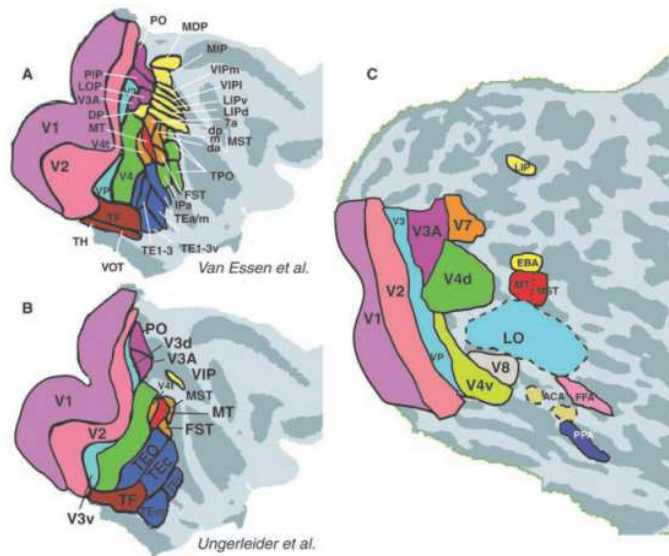 A
PO
MDP
MIP
PIP
LOP
V3A
DP
MT
V4t
VIPm
VIPl
LIPv
LIPd
7a
dp
m
da
MST
TPO
V1
V2
VP
V4
TF
FST
IPa
TEa/m
TH
VOT
TE1-3
TE1-3v
Van Essen et al.
B
PO
V3d
V3A
VIP
V4t
MST
MT
FST
V1
V2
TEO
TF
V3v
Ungerleider et al.
C
LIP
V3
V3A
V7
EBA
MT
MST
V4d
V2
V1
LO
VP
V8
V4v
ACA
FFA
PPA